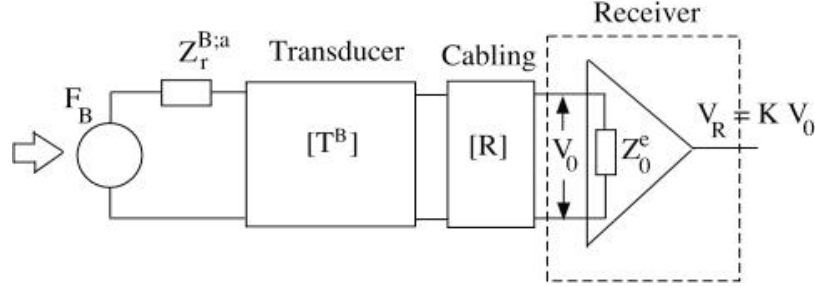 Receiver
Z_r^{B;a} Transducer Cabling
F_B
V_R = K V_0
[T^B] [R] V_0 Z_0^e